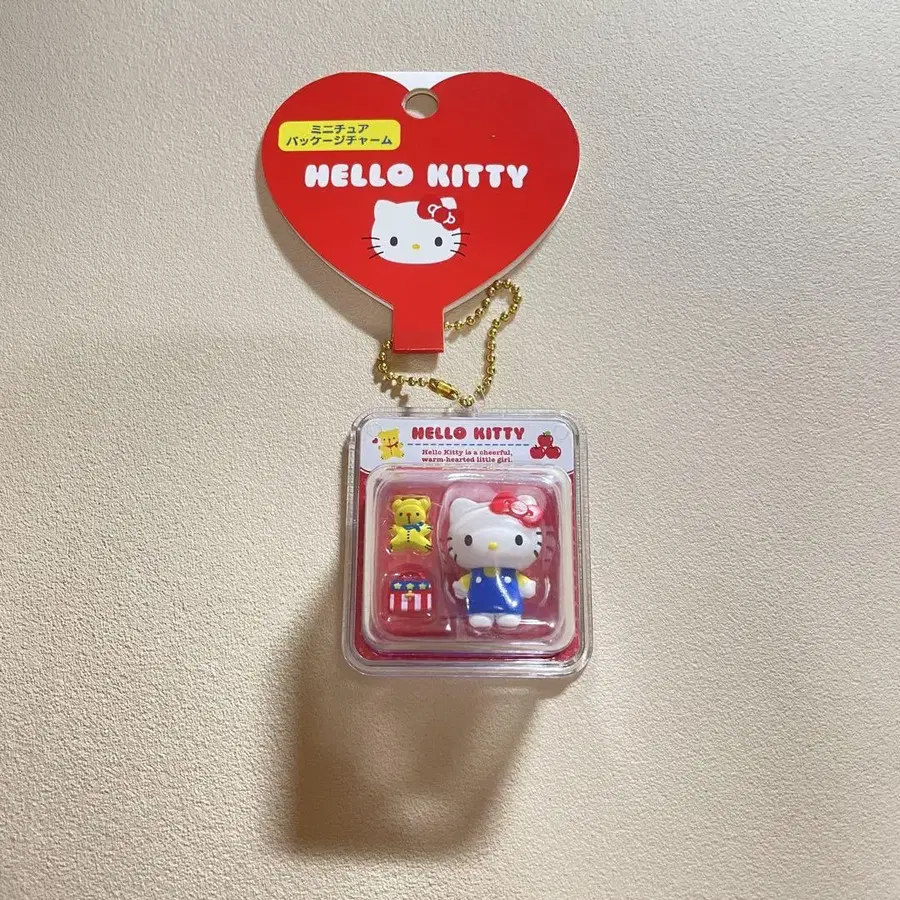 ミニチュア
パッケージチャーム
HELLO KITTY
HELLO KITTY
Hello Kitty is a cheerful,
warm-hearted little girl.